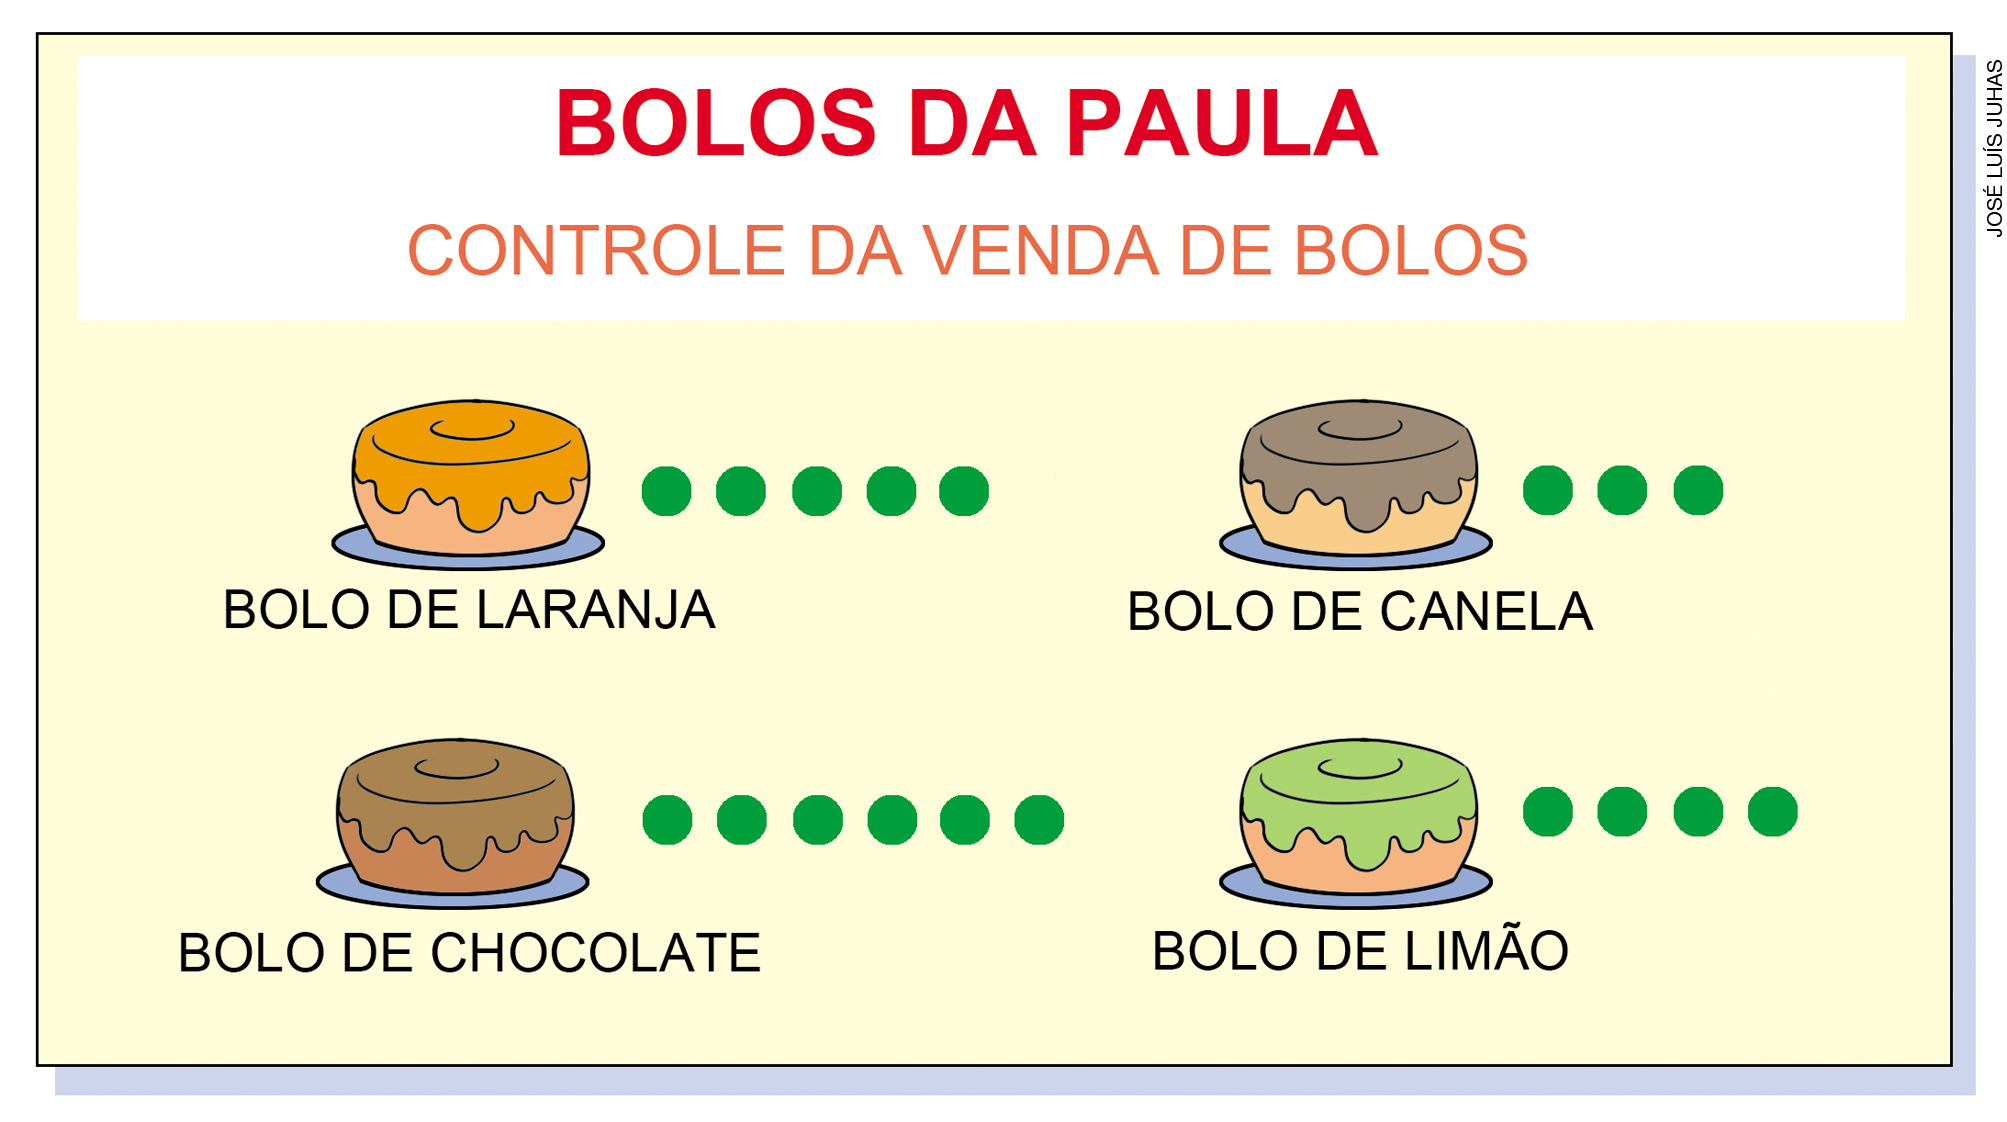 BOLOS DA PAULA
CONTROLE DA VENDA DE BOLOS
BOLO DE LARANJA
BOLO DE CANELA
BOLO DE CHOCOLATE
BOLO DE LIMÃO
JOSÉ LUÍS JUHAS